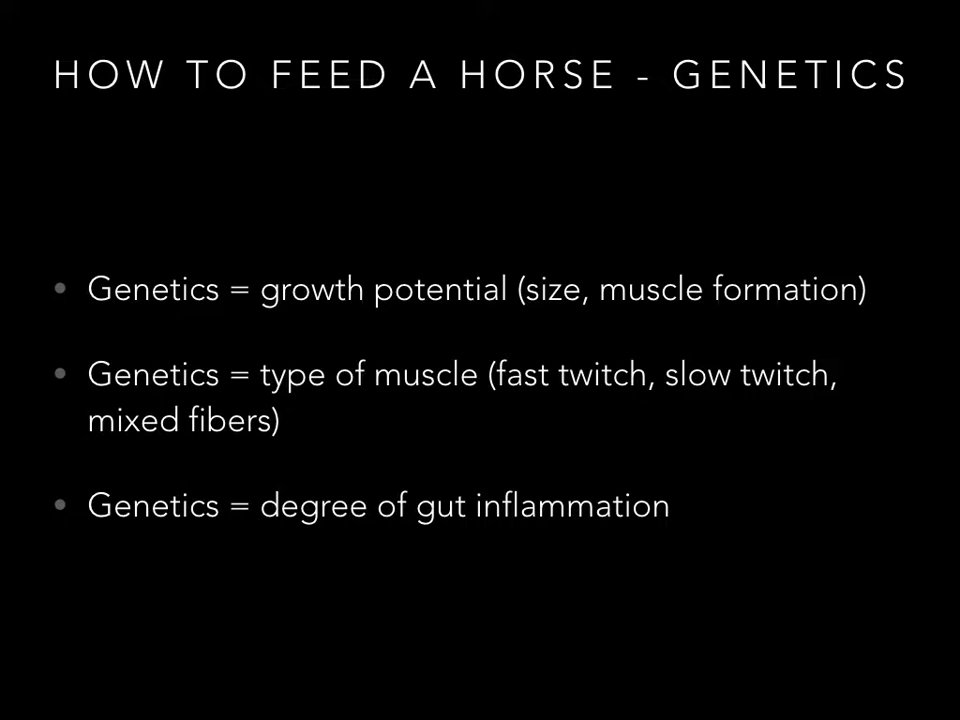 HOW TO FEED A HORSE - GENETICS
• Genetics = growth potential (size, muscle formation)
• Genetics = type of muscle (fast twitch, slow twitch,
mixed fibers)
• Genetics = degree of gut inflammation